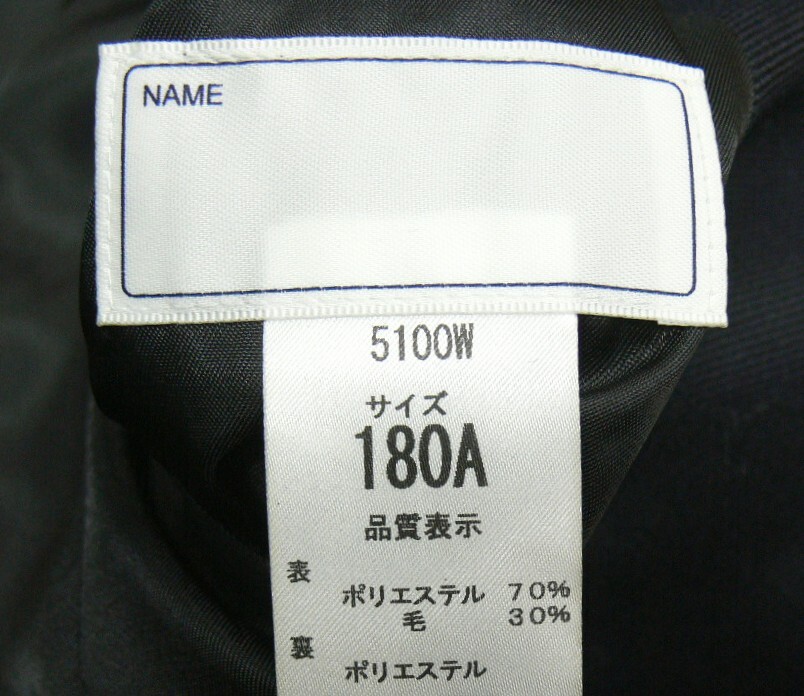 NAME
5100W
サイズ
180A
品質表示
表
ポリエステル 70%
毛 30%
裏
ポリエステル